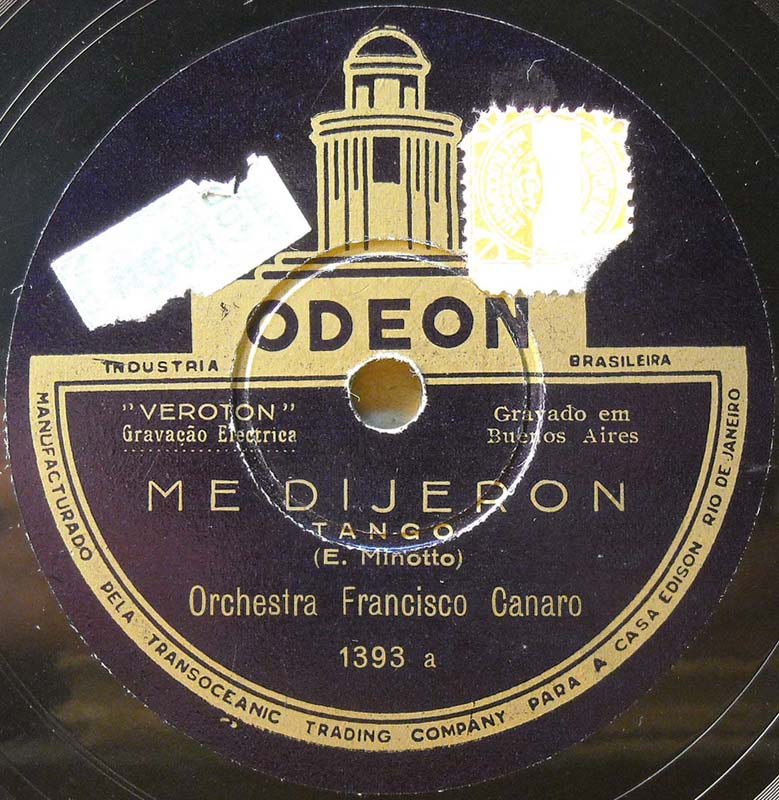 ODEON
INDUSTRIA BRASILEIRA
"VEROTON"
Gravação Electrica
Gravado em
Buenos Aires
ME DIJERON
TANGO
(E. Minotto)
Orchestra Francisco Canaro
1393 a
MANUFACTURADO PELA TRANSOCEANIC TRADING COMPANY PARA A CASA EDISON RIO DE JANEIRO